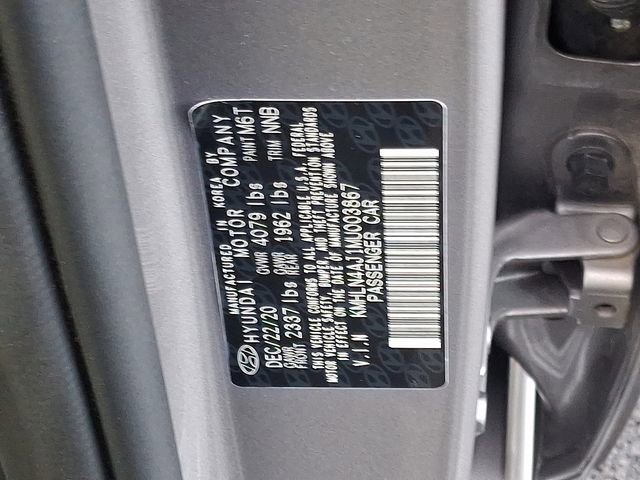 MANUFACTURED IN KOREA BY
HYUNDAI MOTOR COMPANY
DEC/22/20 GVWR 4079 lbs PAINT M6T
GAWR FRONT 2337 lbs GAWR REAR 1962 lbs TRIM NNB
THIS VEHICLE CONFORMS TO ALL APPLICABLE U.S.A. FEDERAL
MOTOR VEHICLE SAFETY, BUMPER, AND THEFT PREVENTION STANDARDS
IN EFFECT ON THE DATE OF MANUFACTURE SHOWN ABOVE
V.I.N KMHLN4AJ1MU003867
PASSENGER CAR